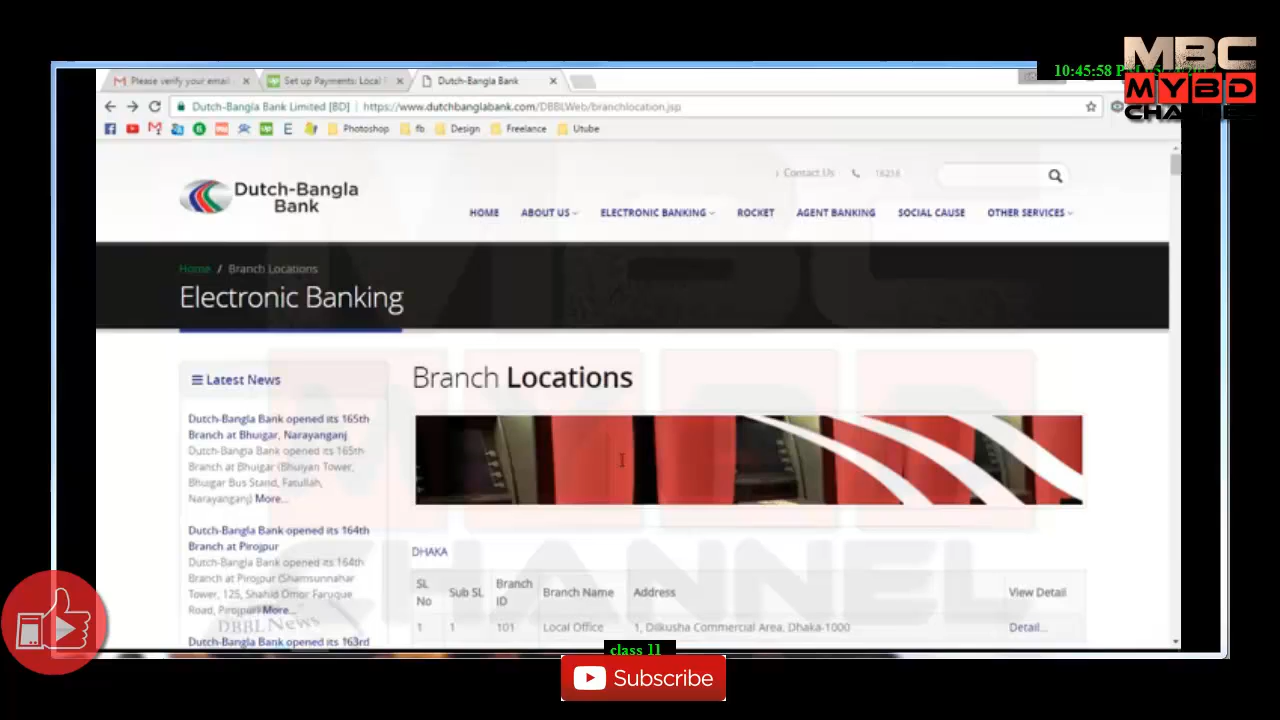 MBC
MYBD
CHANNEL
10:45:58 P
Please verify your email
Set up Payments: Local
Dutch-Bangla Bank
Dutch-Bangla Bank Limited [BD]
https://www.dutchbanglabank.com/DBBLWeb/branchlocation.jsp
Photoshop
fb
Design
Freelance
Utube
Contact Us
16216
Dutch-Bangla
Bank
HOME
ABOUT US
ELECTRONIC BANKING
ROCKET
AGENT BANKING
SOCIAL CAUSE
OTHER SERVICES
Home / Branch Locations
Electronic Banking
Latest News
Branch Locations
Dutch-Bangla Bank opened its 165th
Branch at Bhuigar, Narayanganj
Dutch-Bangla Bank opened its 165th
Branch at Bhuigar (Bhuiyan Tower,
Bhuigar Bus Stand, Fatullah,
Narayanganj) More...
Dutch-Bangla Bank opened its 164th
Branch at Pirojpur
Dutch-Bangla Bank opened its 164th
Branch at Pirojpur (Shamsunnahar
Tower, 125, Shahid Omor Faruque
Road, Pirojpur) More...
DBBL News
Dutch-Bangla Bank opened its 163rd
DHAKA
SL No
Sub SL
Branch ID
Branch Name
Address
View Detail
1
1
101
Local Office
1, Dilkusha Commercial Area, Dhaka-1000
Detail...
class 11
Subscribe